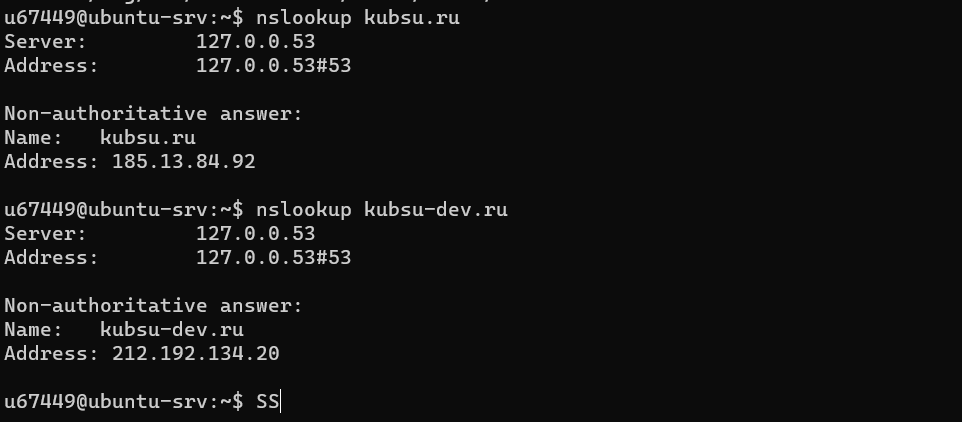 u67449@ubuntu-srv:~$ nslookup kubsu.ru
Server:         127.0.0.53
Address:        127.0.0.53#53

Non-authoritative answer:
Name:   kubsu.ru
Address: 185.13.84.92

u67449@ubuntu-srv:~$ nslookup kubsu-dev.ru
Server:         127.0.0.53
Address:        127.0.0.53#53

Non-authoritative answer:
Name:   kubsu-dev.ru
Address: 212.192.134.20

u67449@ubuntu-srv:~$ SS